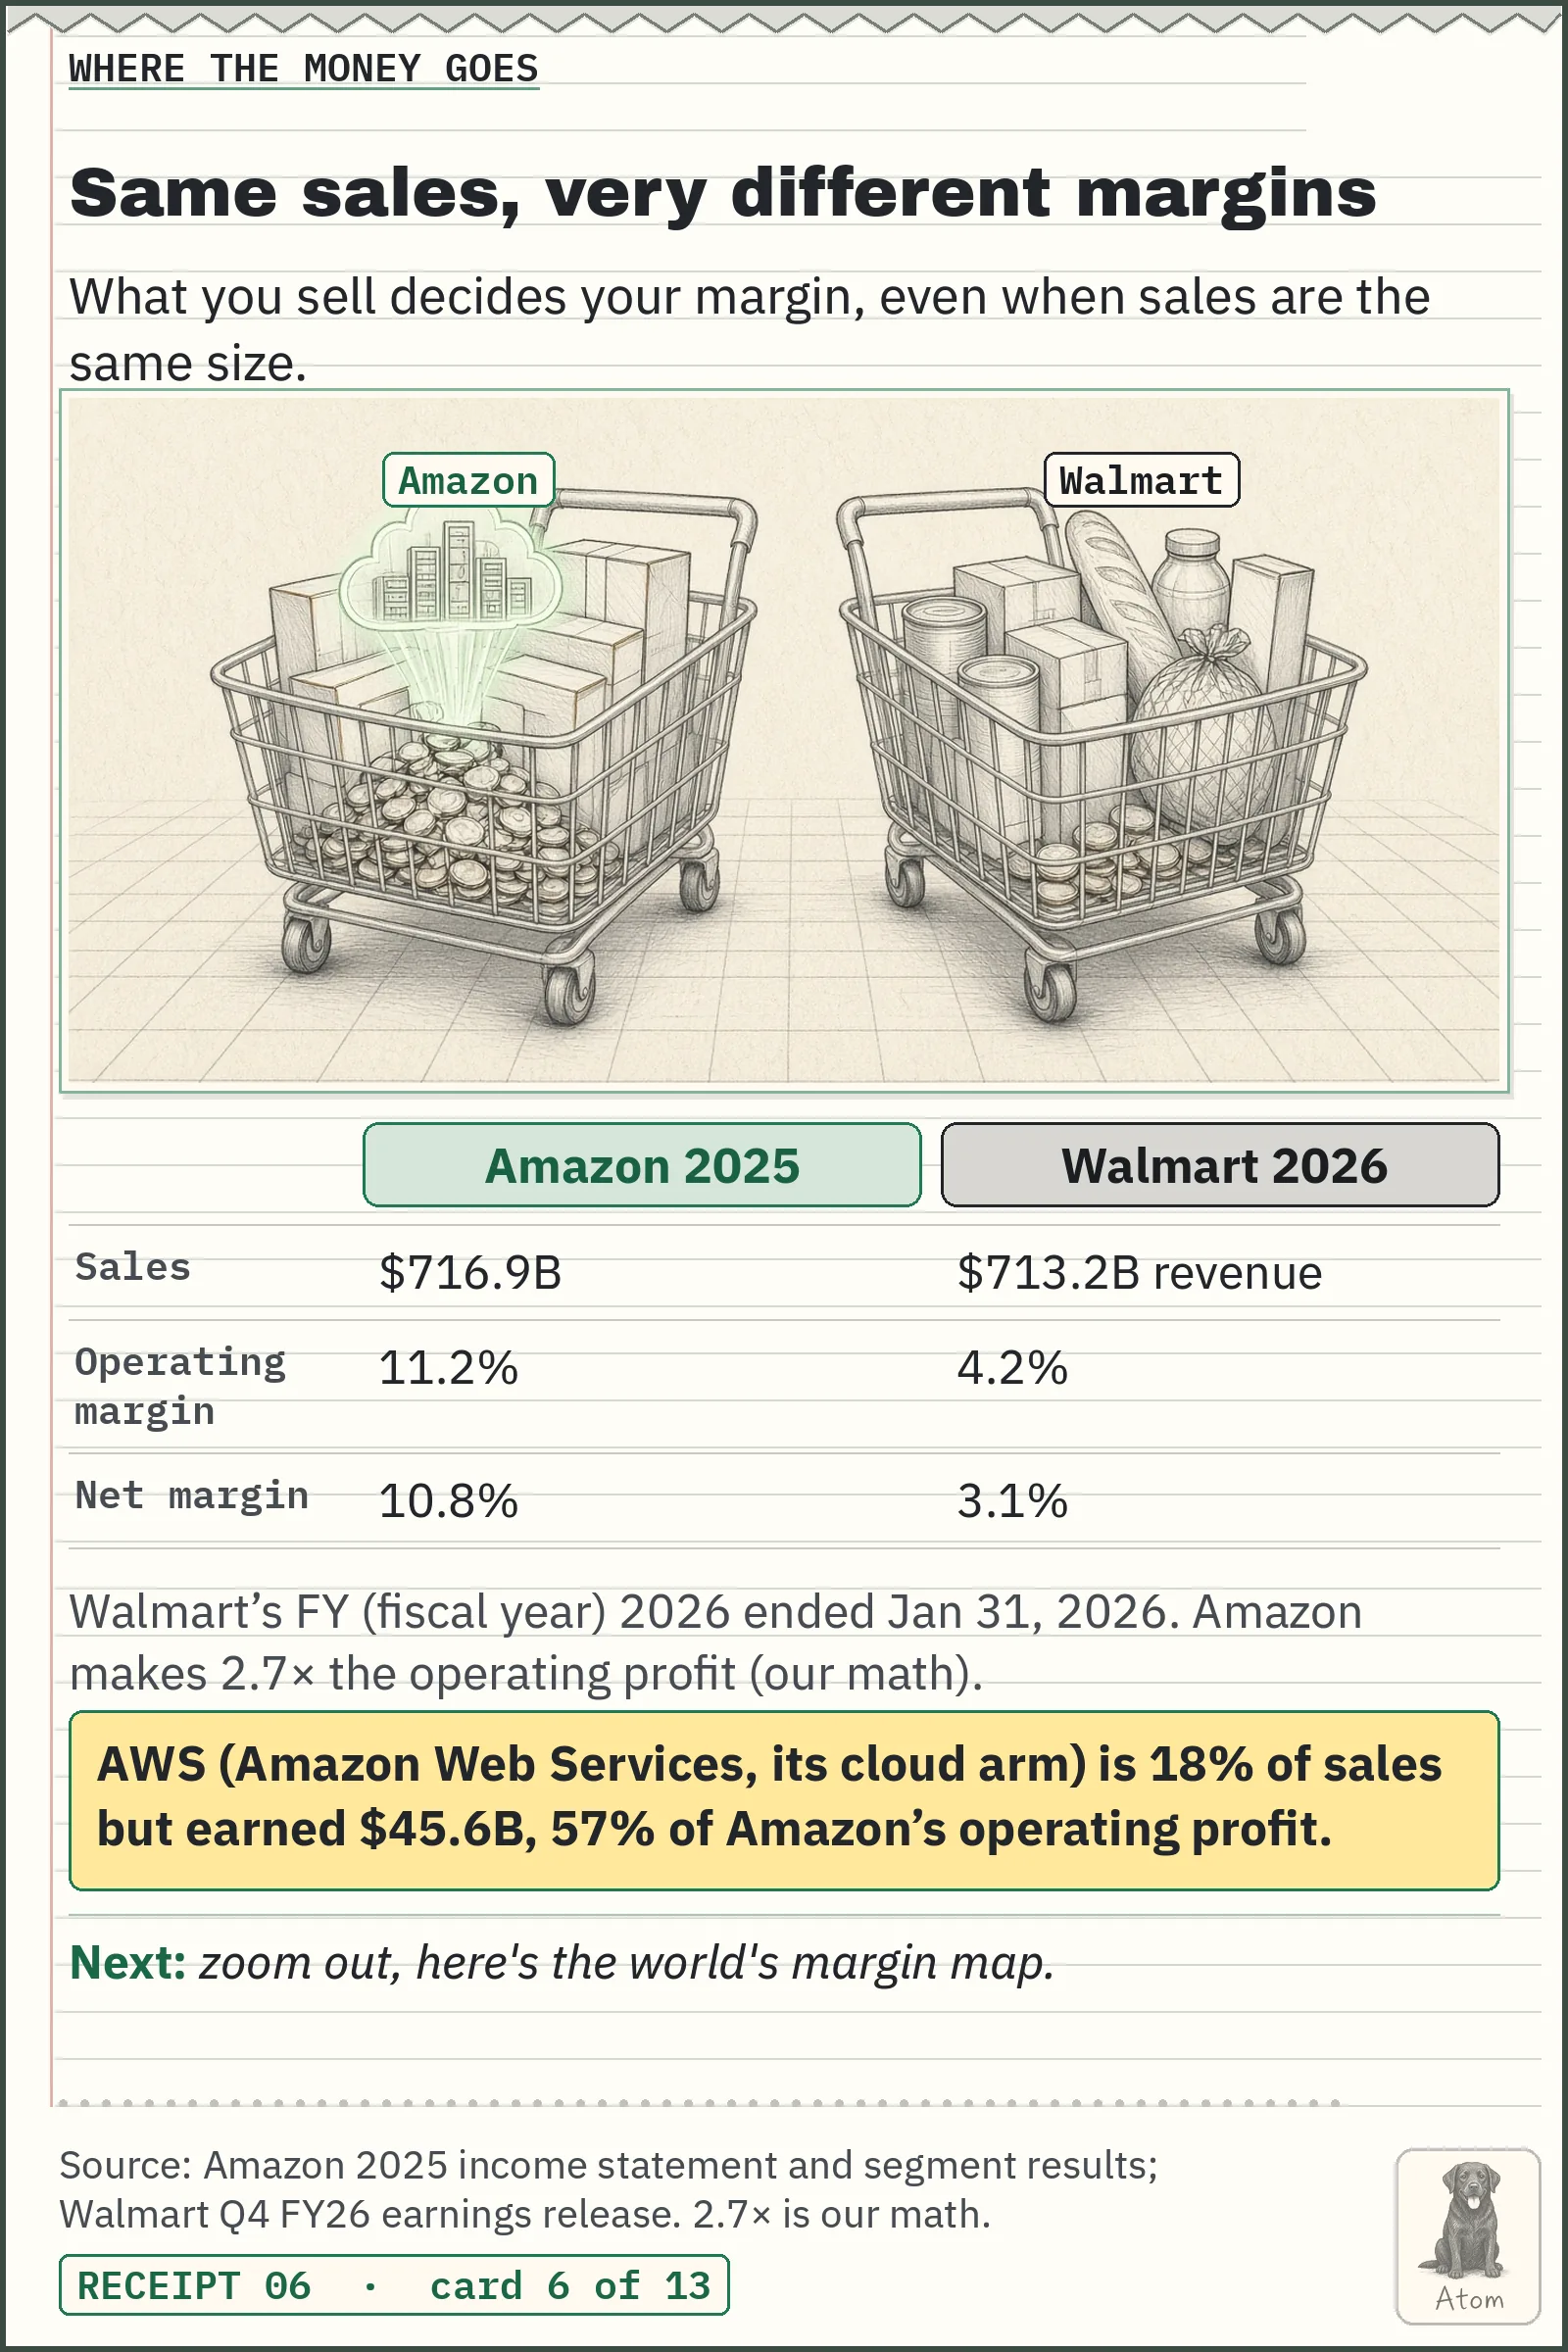 WHERE THE MONEY GOES
Same sales, very different margins
What you sell decides your margin, even when sales are the
same size.
Amazon
Walmart
Amazon 2025
Walmart 2026
Sales
$716.9B
$713.2B revenue
Operating
margin
11.2%
4.2%
Net margin
10.8%
3.1%
Walmart’s FY (fiscal year) 2026 ended Jan 31, 2026. Amazon
makes 2.7× the operating profit (our math).
AWS (Amazon Web Services, its cloud arm) is 18% of sales
but earned $45.6B, 57% of Amazon’s operating profit.
Next: zoom out, here's the world's margin map.
Source: Amazon 2025 income statement and segment results;
Walmart Q4 FY26 earnings release. 2.7× is our math.
RECEIPT 06 · card 6 of 13
Atom